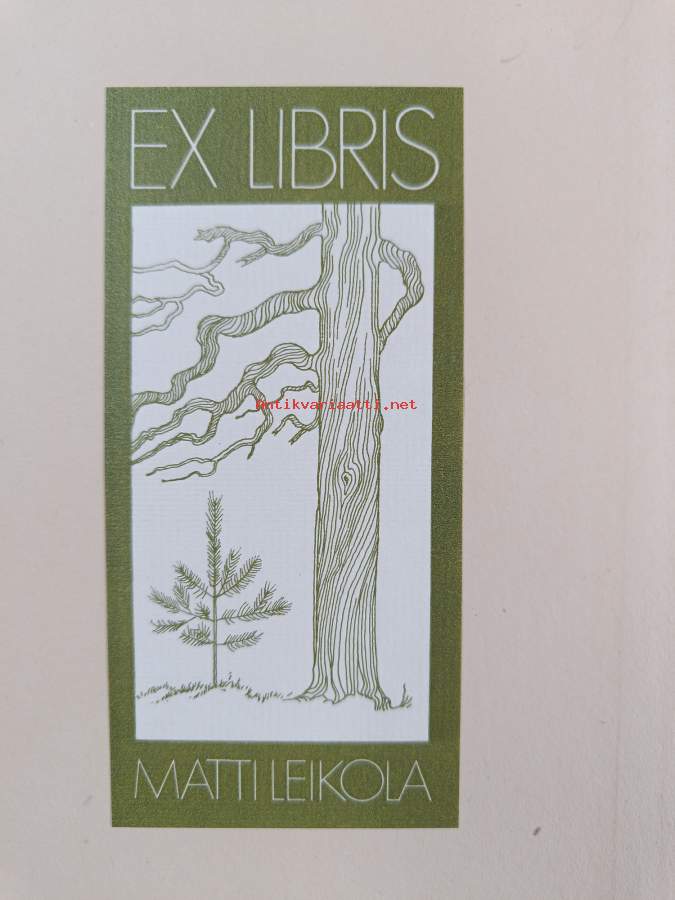 EX LIBRIS
Antikvariaatti.net
MATTI LEIKOLA